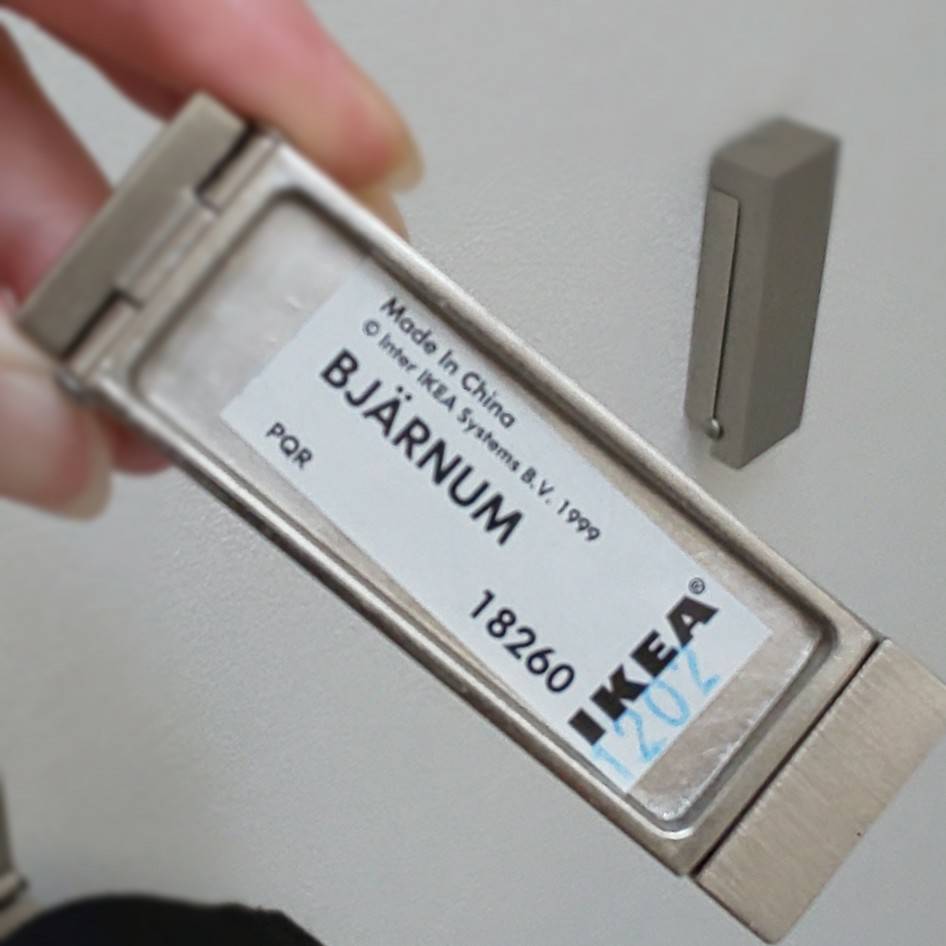 Made In China
© Inter IKEA Systems B.V. 1999
BJÄRNUM
PQR
18260
IKEA®
1202